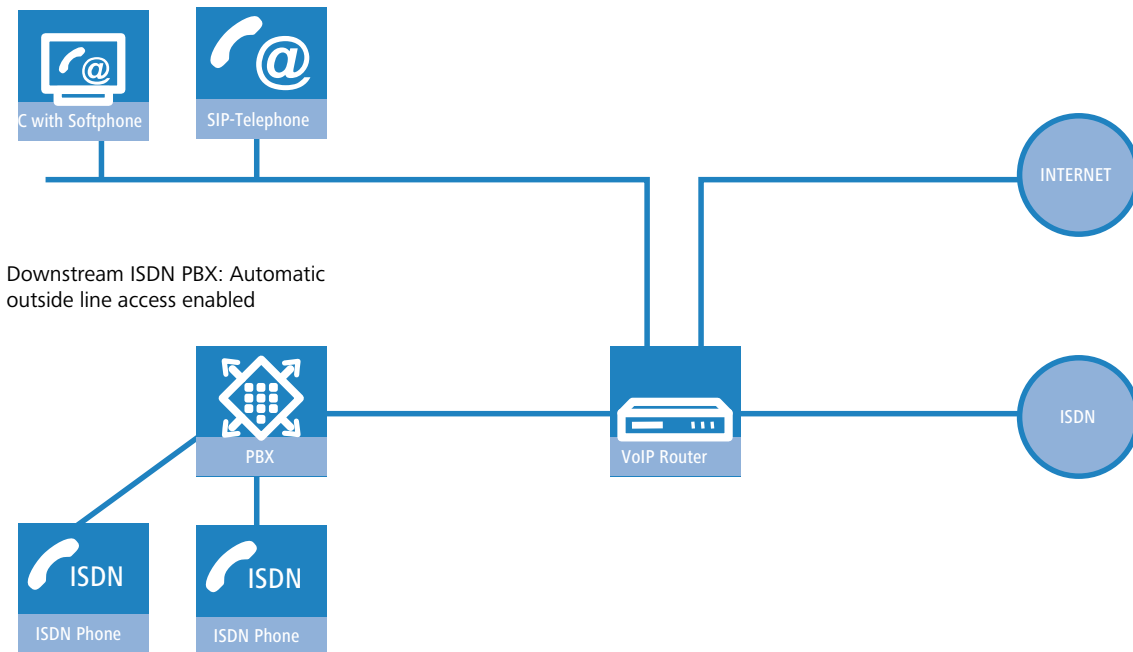 C with Softphone
SIP-Telephone
INTERNET
Downstream ISDN PBX: Automatic
outside line access enabled
PBX
VoIP Router
ISDN
ISDN
ISDN
ISDN Phone
ISDN Phone